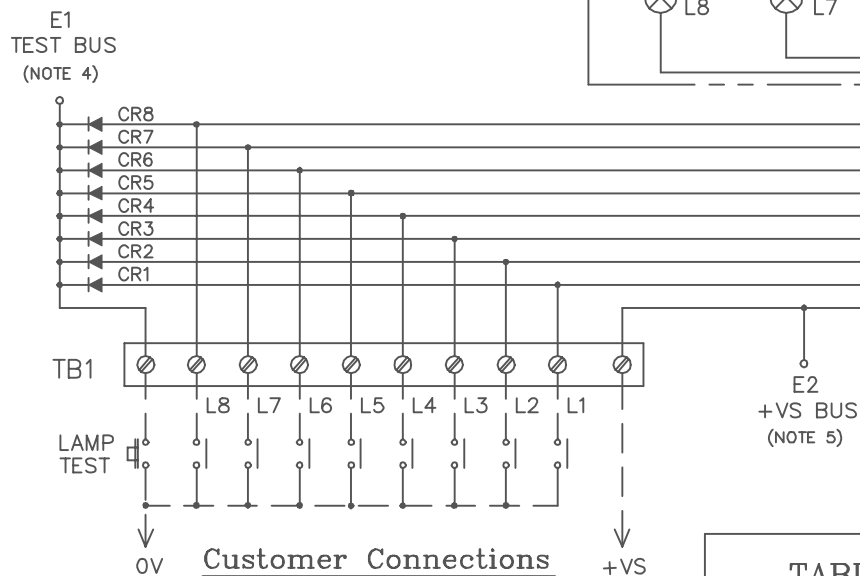 E1
TEST BUS
(NOTE 4)
L8
L7
CR8
CR7
CR6
CR5
CR4
CR3
CR2
CR1
TB1
L8 L7 L6 L5 L4 L3 L2 L1
E2
+VS BUS
(NOTE 5)
LAMP
TEST
0V
Customer Connections
+VS